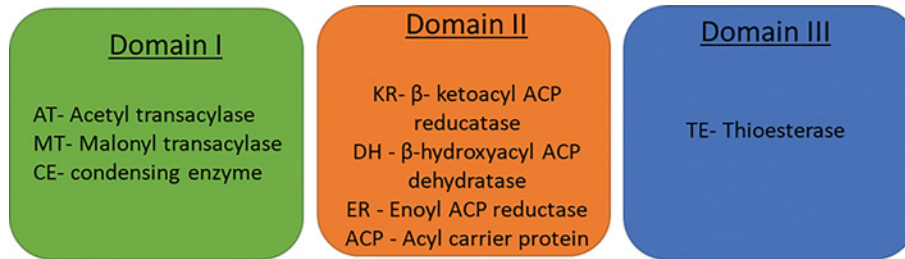 Domain I
AT- Acetyl transacylase
MT- Malonyl transacylase
CE- condensing enzyme
Domain II
KR- β- ketoacyl ACP
reducatase
DH - β-hydroxyacyl ACP
dehydratase
ER - Enoyl ACP reductase
ACP - Acyl carrier protein
Domain III
TE- Thioesterase